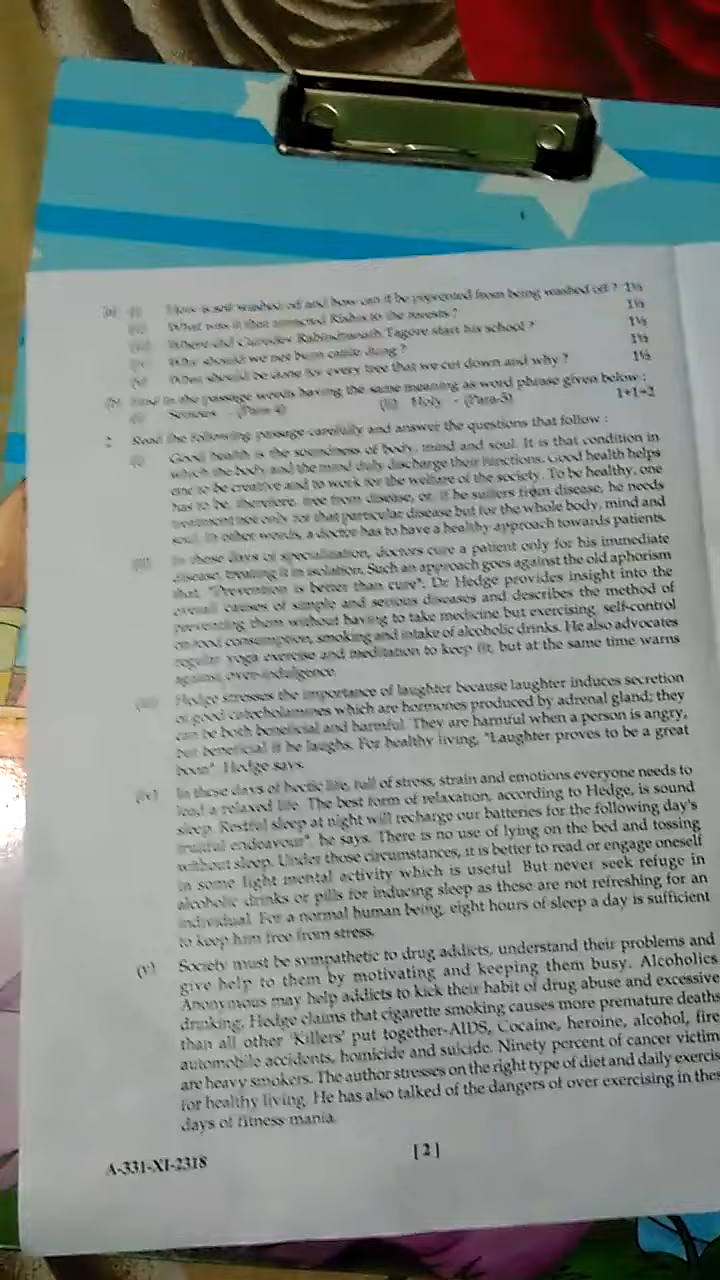 (a) (i) How is soil washed off and how can it be prevented from being washed off ? 1½
(ii) What was it that attracted Rishis to the forests ? 1½
(iii) Where did Gurudev Rabindranath Tagore start his school ? 1½
(iv) Why should we not burn cattle dung ? 1½
(v) What should be done for every tree that we cut down and why ? 1½
(b) Find in the passage words having the same meaning as word phrase given below :
(i) Serious - (Para-4) (ii) Holy - (Para-5) 1+1=2
2 Read the following passage carefully and answer the questions that follow :
(i) Good health is the soundness of body, mind and soul. It is that condition in
which the body and the mind duly discharge their functions. Good health helps
one to be creative and to work for the welfare of the society. To be healthy, one
has to be, therefore, free from disease, or, if he suffers from disease, he needs
treatment not only for that particular disease but for the whole body, mind and
soul. In other words, a doctor has to have a healthy approach towards patients.
(ii) In these days of specialization, doctors cure a patient only for his immediate
disease, treating it in isolation. Such an approach goes against the old aphorism
that, "Prevention is better than cure". Dr Hedge provides insight into the
overall causes of simple and serious diseases and describes the method of
preventing them without having to take medicine but exercising, self-control
on food consumption, smoking and intake of alcoholic drinks. He also advocates
regular yoga exercise and meditation to keep fit, but at the same time warns
against over-indulgence.
(iii) Hedge stresses the importance of laughter because laughter induces secretion
of good catecholamines which are hormones produced by adrenal gland; they
can be both beneficial and harmful. They are harmful when a person is angry,
but beneficial if he laughs. For healthy living, "Laughter proves to be a great
boon". Hedge says.
(iv) In these days of hectic life, full of stress, strain and emotions everyone needs to
lead a relaxed life. The best form of relaxation, according to Hedge, is sound
sleep. Restful sleep at night will recharge our batteries for the following day's
fruitful endeavour", he says. There is no use of lying on the bed and tossing
without sleep. Under those circumstances, it is better to read or engage oneself
in some light mental activity which is useful. But never seek refuge in
alcoholic drinks or pills for inducing sleep as these are not refreshing for an
individual. For a normal human being, eight hours of sleep a day is sufficient
to keep him free from stress.
(v) Society must be sympathetic to drug addicts, understand their problems and
give help to them by motivating and keeping them busy. Alcoholics
Anonymous may help addicts to kick their habit of drug abuse and excessive
drinking. Hedge claims that cigarette smoking causes more premature deaths
than all other 'Killers' put together-AIDS, Cocaine, heroine, alcohol, fire
automobile accidents, homicide and suicide. Ninety percent of cancer victim
are heavy smokers. The author stresses on the right type of diet and daily exercis
for healthy living. He has also talked of the dangers of over exercising in thes
days of fitness mania.
A-331-XI-2318 [2]